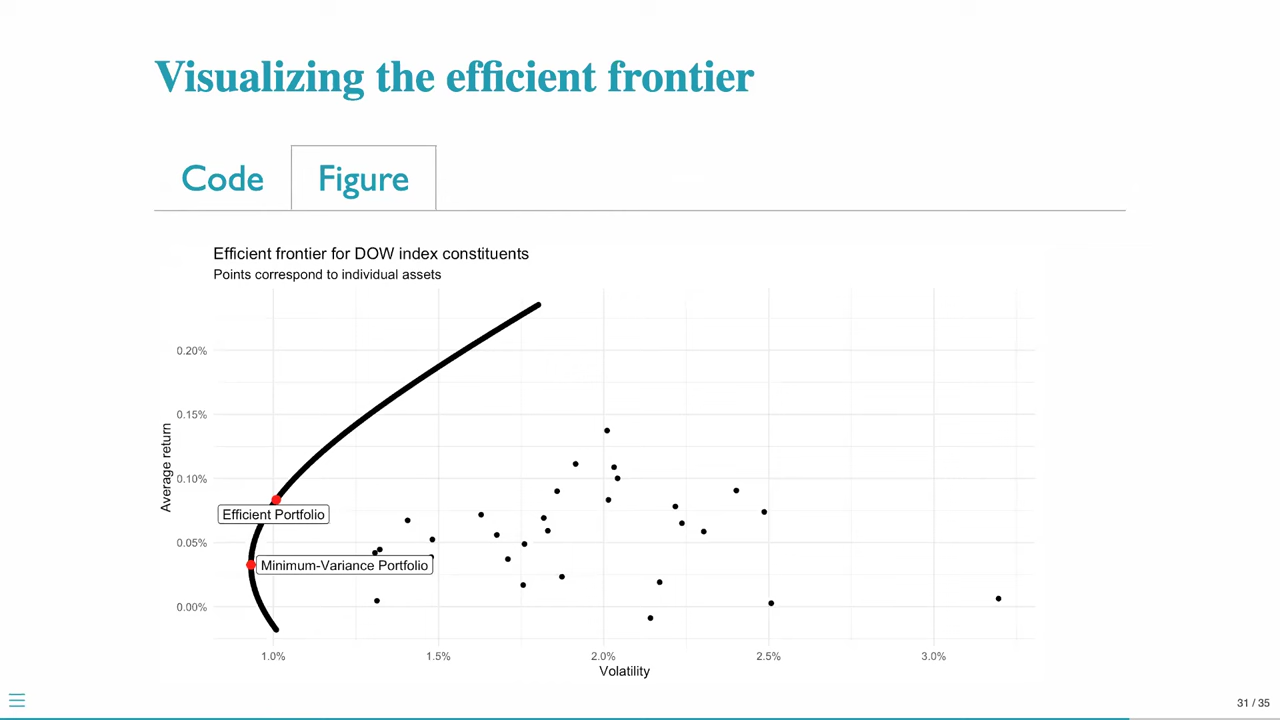 Visualizing the efficient frontier
Code
Figure
Efficient frontier for DOW index constituents
Points correspond to individual assets
0.20%
0.15%
0.10%
0.05%
0.00%
Average return
Efficient Portfolio
Minimum-Variance Portfolio
1.0%
1.5%
2.0%
2.5%
3.0%
Volatility
31 / 35